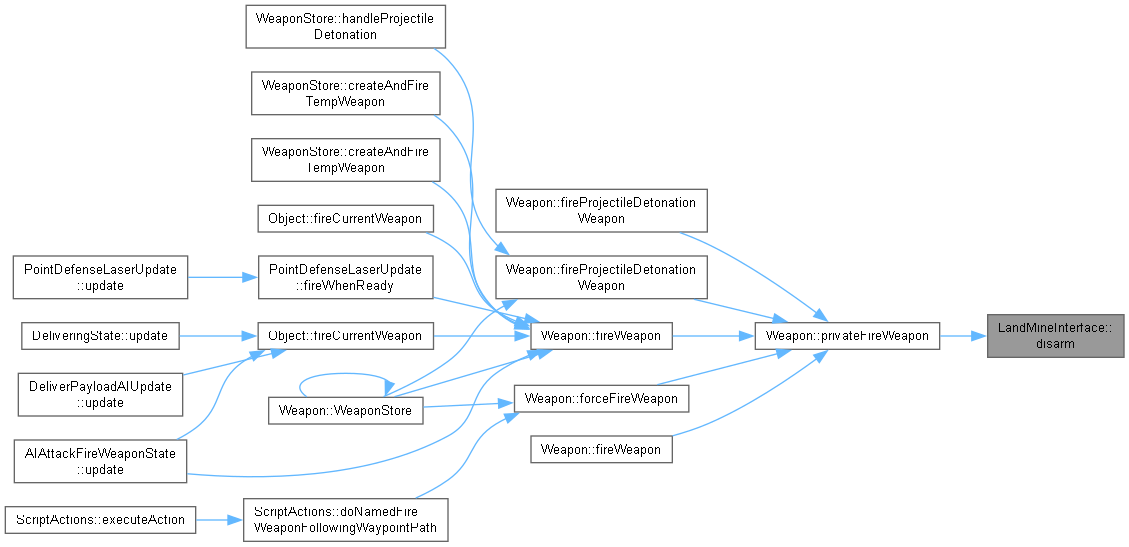 WeaponStore::handleProjectile
Detonation
WeaponStore::createAndFire
TempWeapon
WeaponStore::createAndFire
TempWeapon
Object::fireCurrentWeapon
PointDefenseLaserUpdate
::fireWhenReady
PointDefenseLaserUpdate
::update
Object::fireCurrentWeapon
DeliveringState::update
DeliverPayloadAIUpdate
::update
Weapon::WeaponStore
AIAttackFireWeaponState
::update
ScriptActions::executeAction
ScriptActions::doNamedFire
WeaponFollowingWaypointPath
Weapon::fireProjectileDetonation
Weapon
Weapon::fireProjectileDetonation
Weapon
Weapon::fireWeapon
Weapon::forceFireWeapon
Weapon::fireWeapon
Weapon::privateFireWeapon
LandMineInterface::
disarm